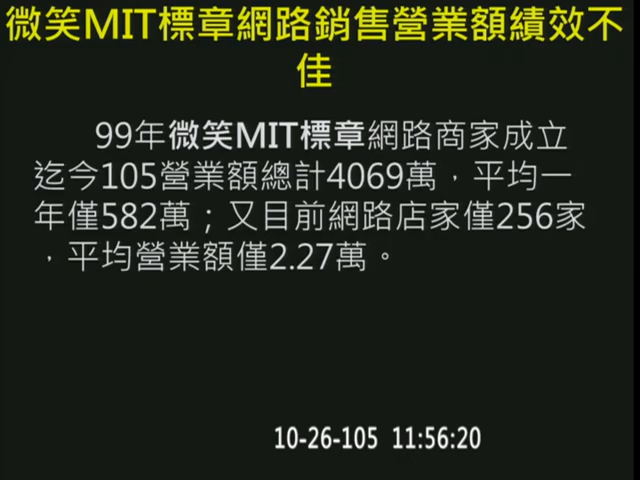 微笑MIT標章網路銷售營業額績效不
佳
99年微笑MIT標章網路商家成立
迄今105營業額總計4069萬，平均一
年僅582萬；又目前網路店家僅256家
，平均營業額僅2.27萬。
10-26-105 11:56:20